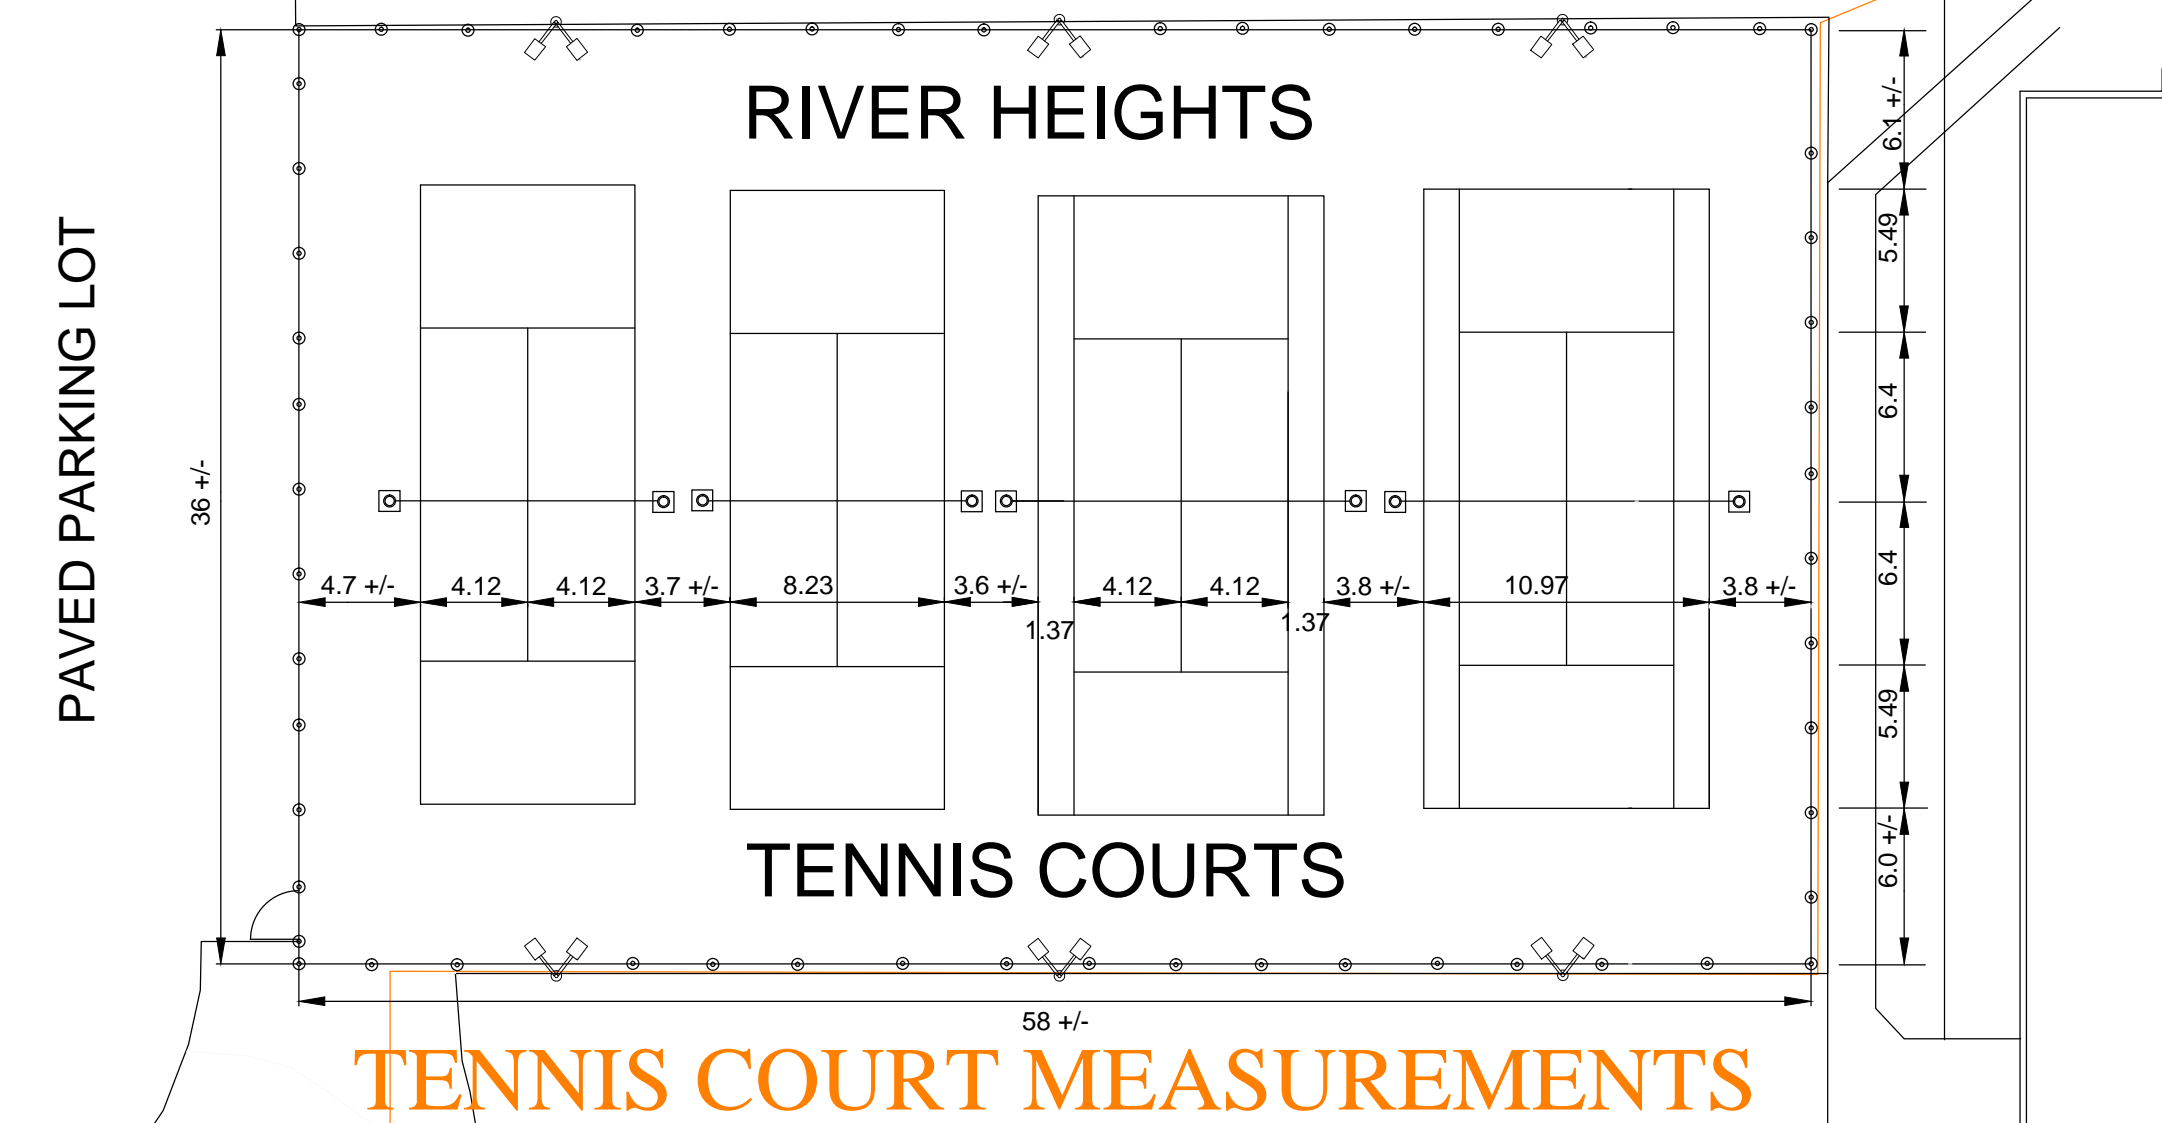 RIVER HEIGHTS
PAVED PARKING LOT
36 +/-
6.1 +/-
5.49
6.4
6.4
5.49
6.0 +/-
4.7 +/- 4.12 4.12 3.7 +/- 8.23 3.6 +/- 4.12 4.12 3.8 +/- 10.97 3.8 +/-
1.37 1.37
TENNIS COURTS
58 +/-
TENNIS COURT MEASUREMENTS